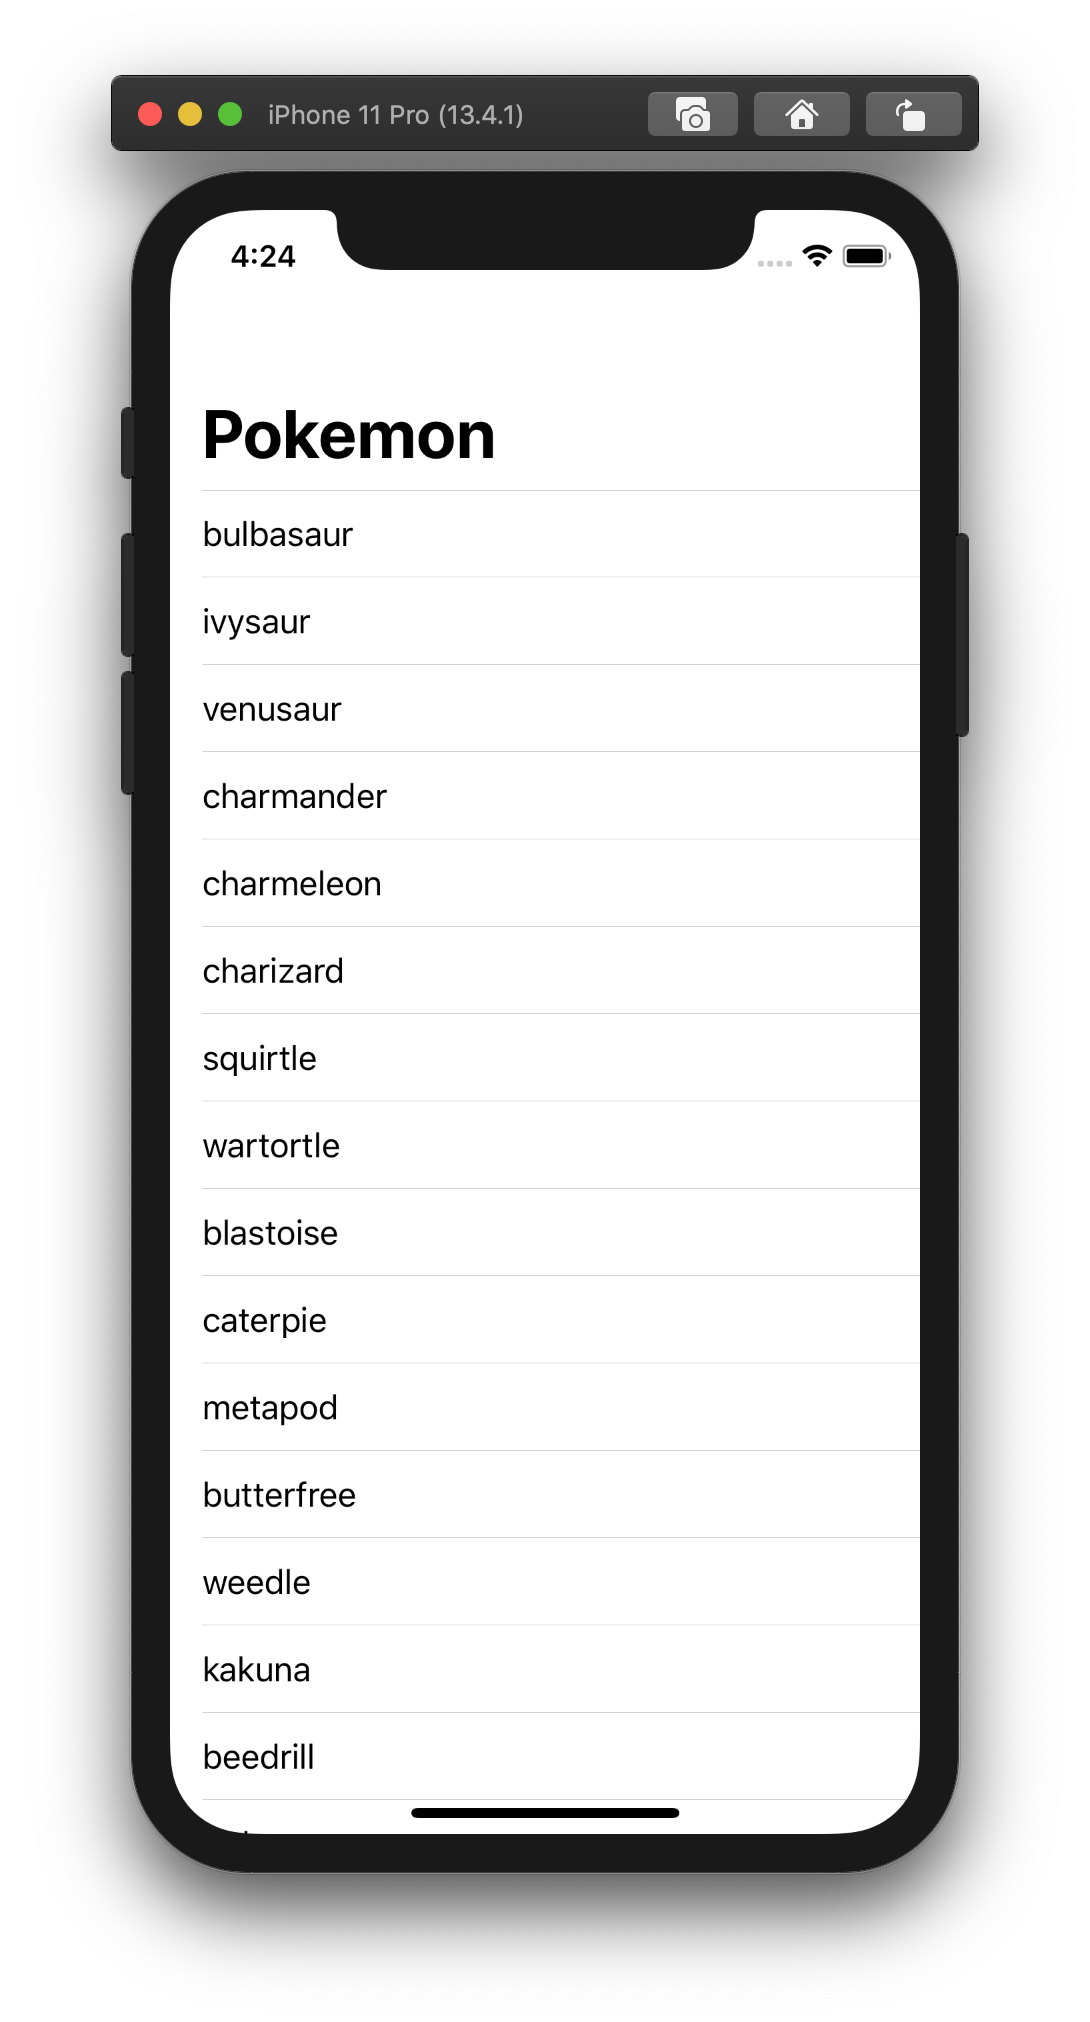 iPhone 11 Pro (13.4.1)
4:24
Pokemon
bulbasaur
ivysaur
venusaur
charmander
charmeleon
charizard
squirtle
wartortle
blastoise
caterpie
metapod
butterfree
weedle
kakuna
beedrill